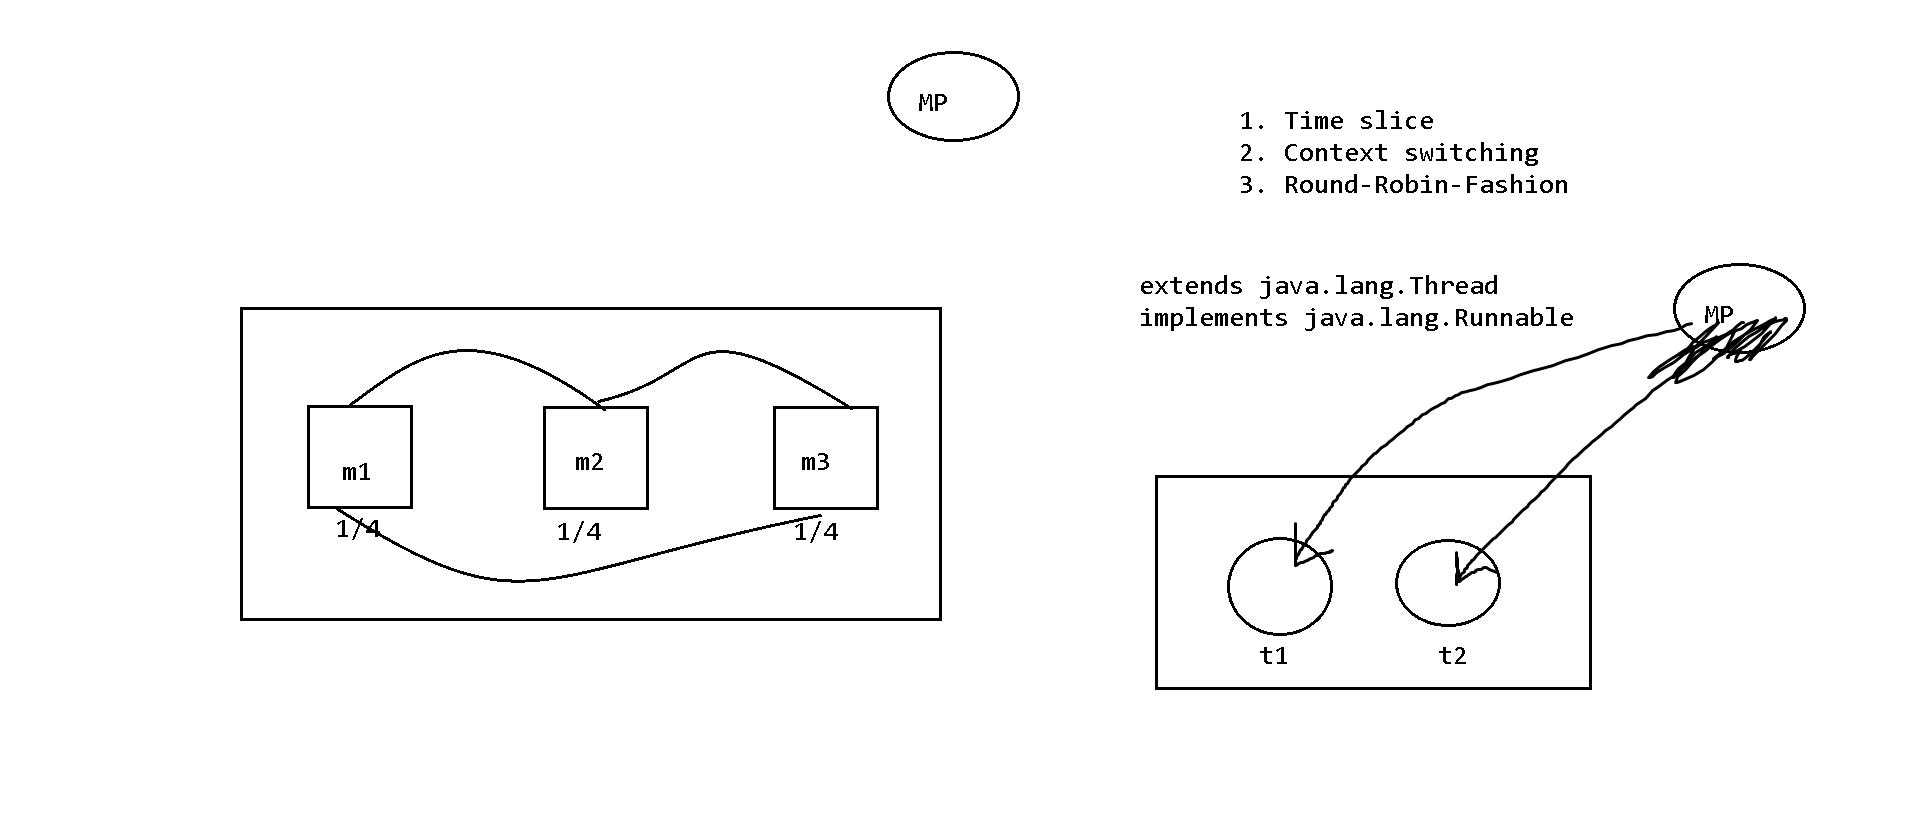 MP
1. Time slice
2. Context switching
3. Round-Robin-Fashion
extends java.lang.Thread
implements java.lang.Runnable
MP
m1
m2
m3
1/4
1/4
1/4
t1
t2